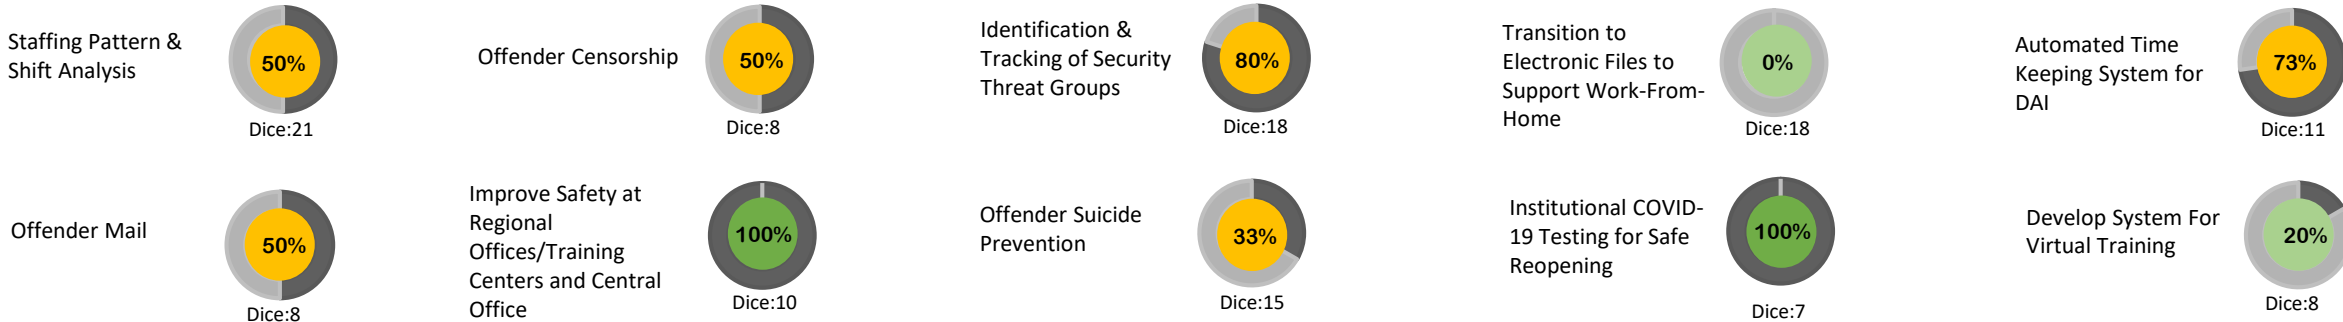 Staffing Pattern &
Shift Analysis
50%
Dice:21
Offender Censorship
50%
Dice:8
Identification &
Tracking of Security
Threat Groups
80%
Dice:18
Transition to
Electronic Files to
Support Work-From-
Home
0%
Dice:18
Automated Time
Keeping System for
DAI
73%
Dice:11
Offender Mail
50%
Dice:8
Improve Safety at
Regional
Offices/Training
Centers and Central
Office
100%
Dice:10
Offender Suicide
Prevention
33%
Dice:15
Institutional COVID-
19 Testing for Safe
Reopening
100%
Dice:7
Develop System For
Virtual Training
20%
Dice:8